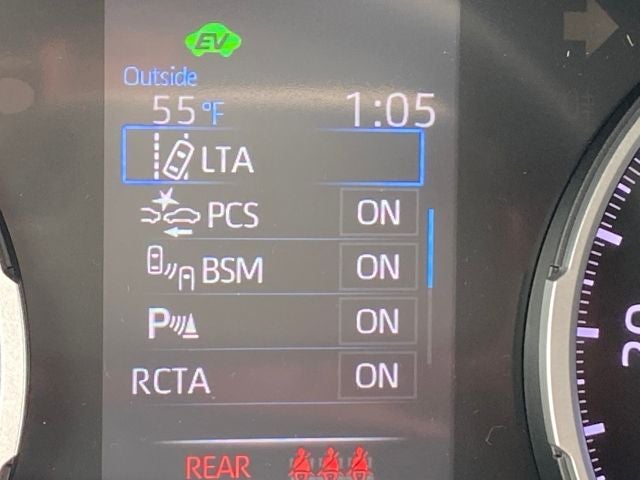 EV
Outside
55 °F 1:05
LTA
PCS ON
BSM ON
P ON
RCTA ON
REAR